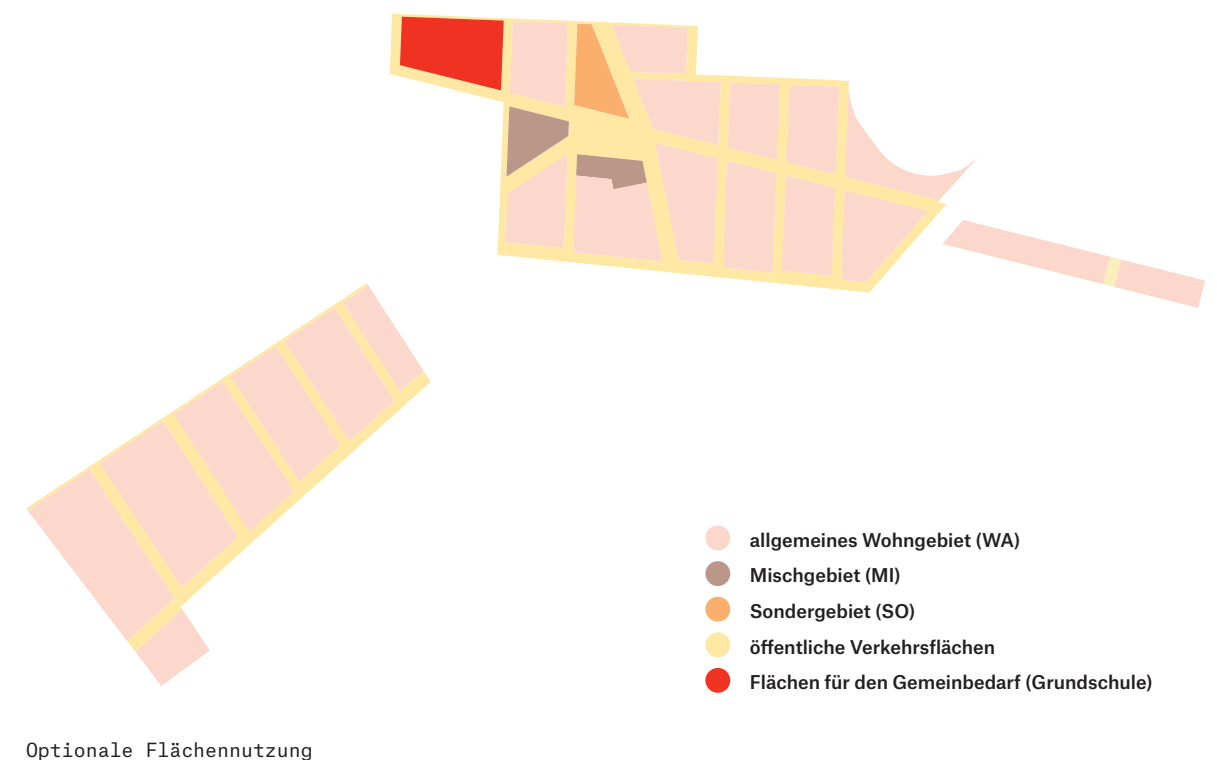 allgemeines Wohngebiet (WA)
Mischgebiet (MI)
Sondergebiet (SO)
öffentliche Verkehrsflächen
Flächen für den Gemeinbedarf (Grundschule)
Optionale Flächennutzung